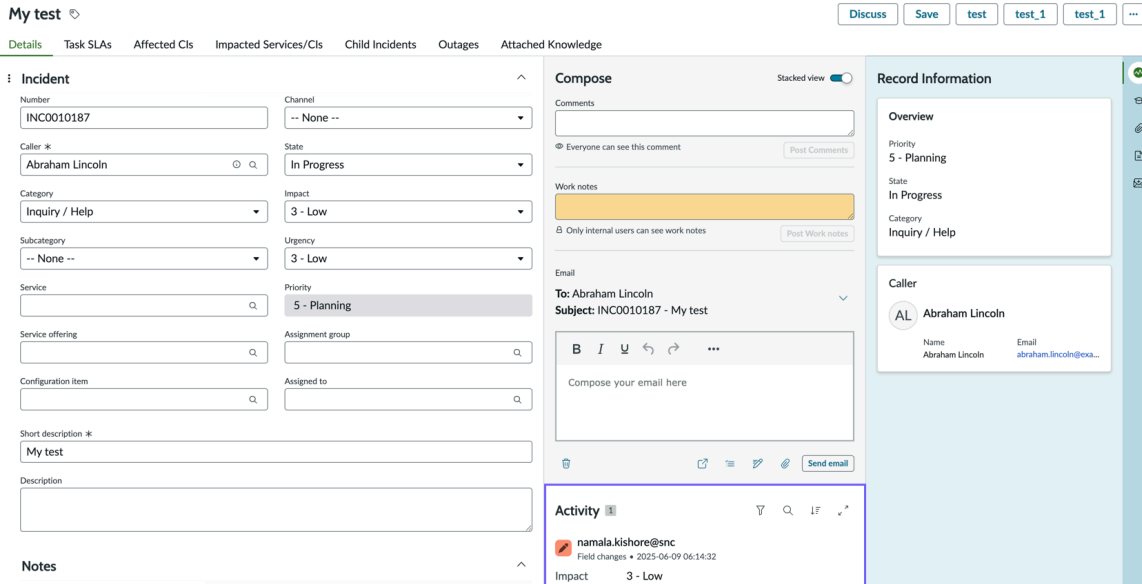 My test
Discuss
Save
test
test_1
test_1
Details
Task SLAs
Affected CIs
Impacted Services/CIs
Child Incidents
Outages
Attached Knowledge
Incident
Number
INC0010187
Channel
-- None --
Caller
Abraham Lincoln
State
In Progress
Category
Inquiry / Help
Impact
3 - Low
Subcategory
-- None --
Urgency
3 - Low
Service
Priority
5 - Planning
Service offering
Assignment group
Configuration item
Assigned to
Short description
My test
Description
Notes
Compose
Stacked view
Comments
Everyone can see this comment
Post Comments
Work notes
Only internal users can see work notes
Post Work notes
Email
To: Abraham Lincoln
Subject: INC0010187 - My test
B I U
Compose your email here
Send email
Activity 1
namala.kishore@snc
Field changes • 2025-06-09 06:14:32
Impact 3 - Low
Record Information
Overview
Priority
5 - Planning
State
In Progress
Category
Inquiry / Help
Caller
AL
Abraham Lincoln
Name
Abraham Lincoln
Email
abraham.lincoln@exa...